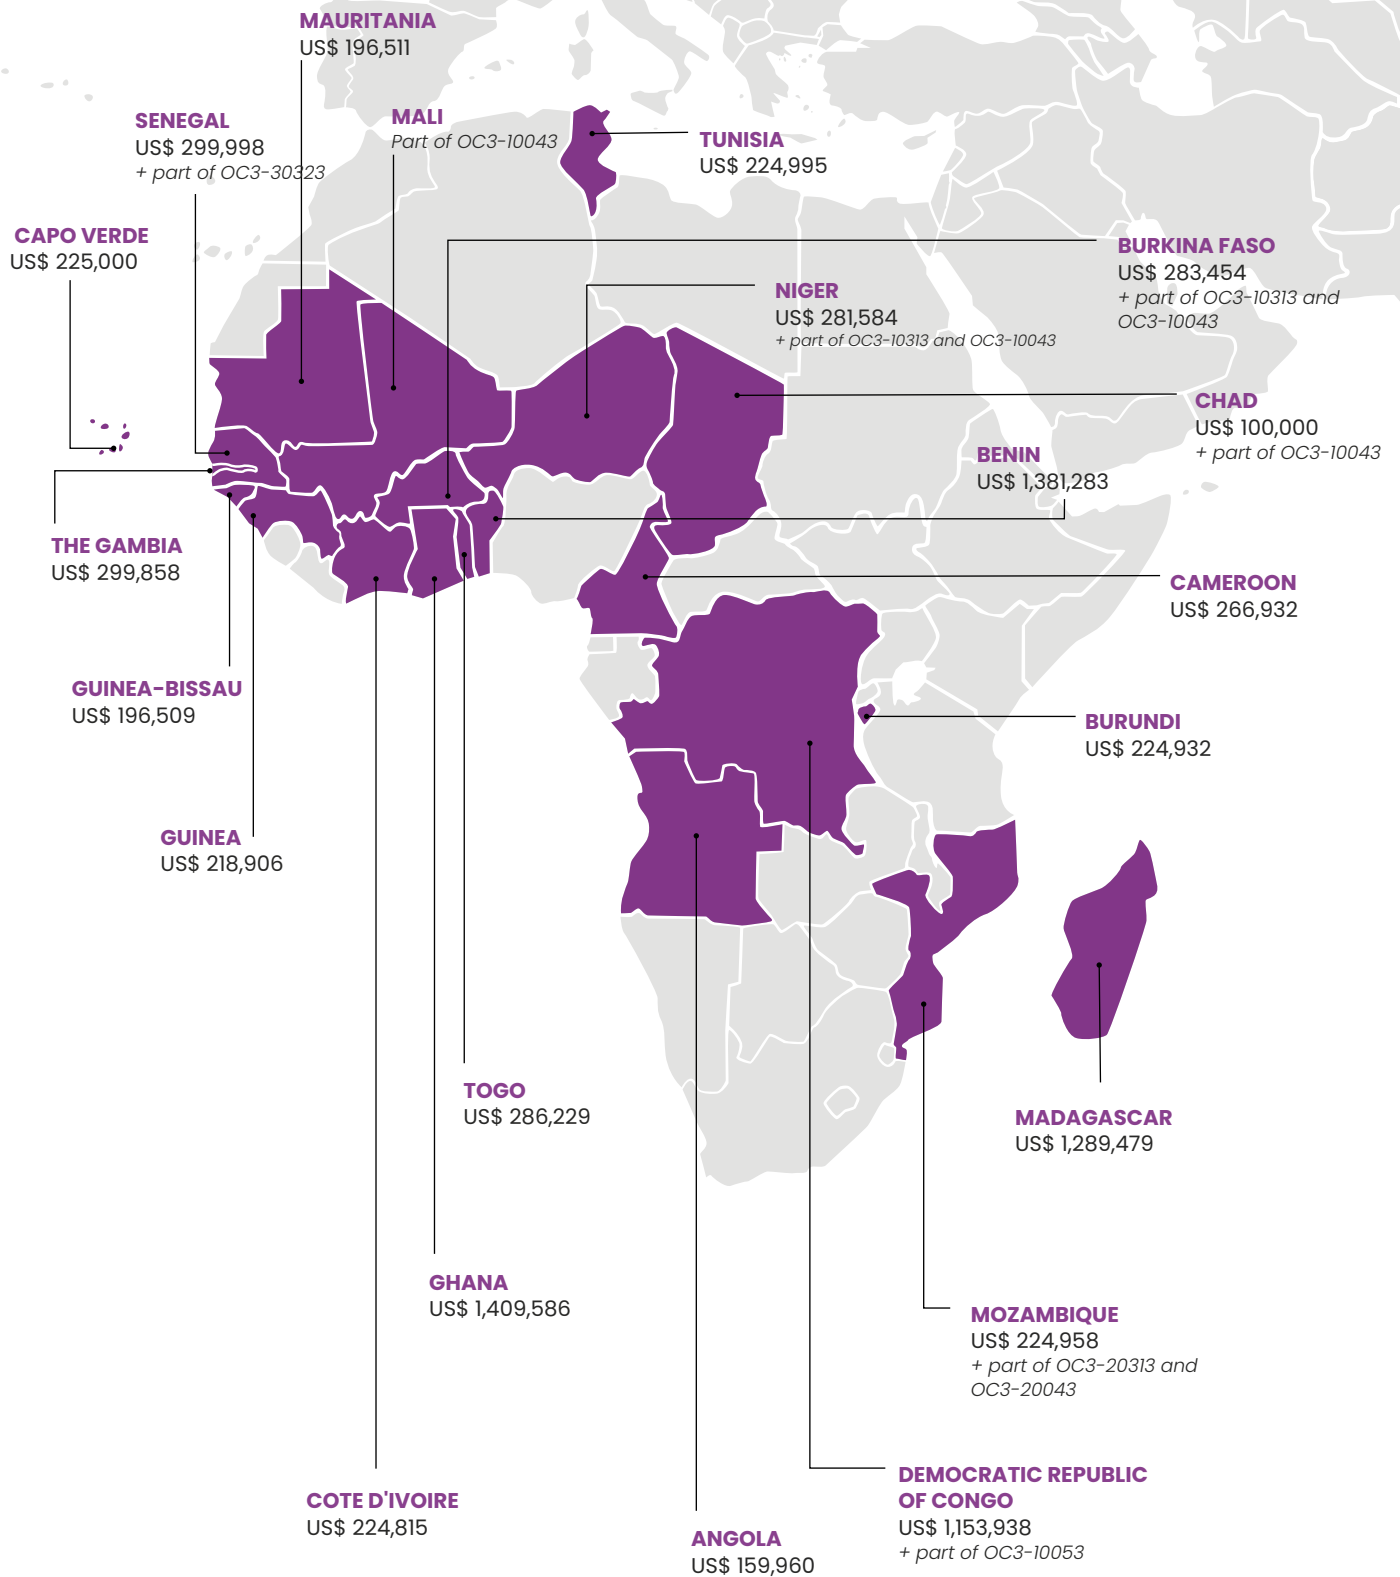 MAURITANIA
US$ 196,511
SENEGAL
US$ 299,998
+ part of OC3-30323
MALI
Part of OC3-10043
TUNISIA
US$ 224,995
CAPO VERDE
US$ 225,000
BURKINA FASO
US$ 283,454
+ part of OC3-10313 and
OC3-10043
NIGER
US$ 281,584
+ part of OC3-10313 and OC3-10043
CHAD
US$ 100,000
+ part of OC3-10043
BENIN
US$ 1,381,283
THE GAMBIA
US$ 299,858
CAMEROON
US$ 266,932
GUINEA-BISSAU
US$ 196,509
BURUNDI
US$ 224,932
GUINEA
US$ 218,906
TOGO
US$ 286,229
MADAGASCAR
US$ 1,289,479
GHANA
US$ 1,409,586
MOZAMBIQUE
US$ 224,958
+ part of OC3-20313 and
OC3-20043
COTE D'IVOIRE
US$ 224,815
ANGOLA
US$ 159,960
DEMOCRATIC REPUBLIC
OF CONGO
US$ 1,153,938
+ part of OC3-10053